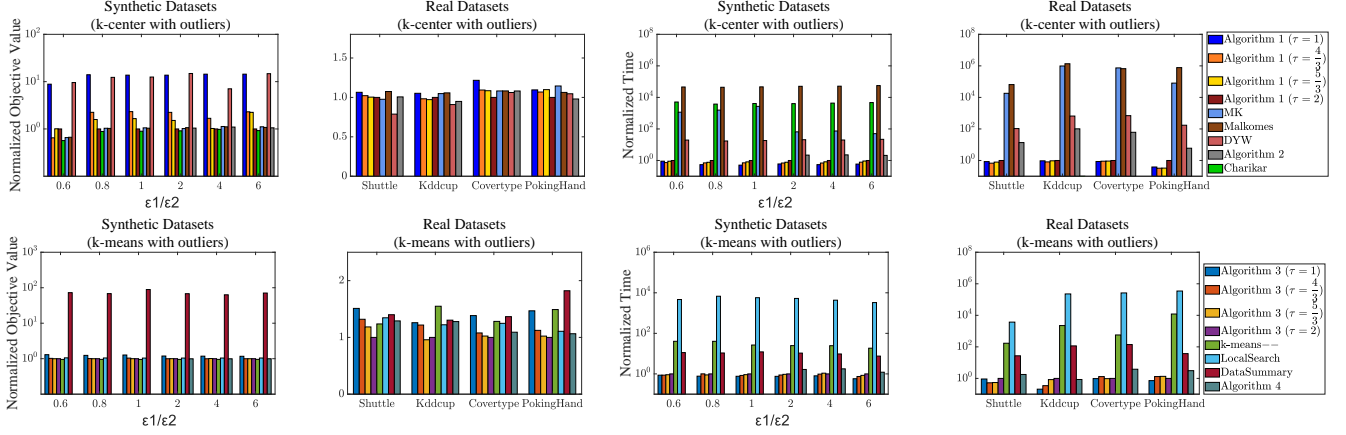 Synthetic Datasets
(k-center with outliers)
Normalized Objective Value
10^2
10^1
10^0
0.6 0.8 1 2 4 6
ε1/ε2
Real Datasets
(k-center with outliers)
1.5
1.0
0.5
0
Shuttle Kddcup Covertype PokingHand
Synthetic Datasets
(k-center with outliers)
Normalized Time
10^8
10^6
10^4
10^2
10^0
0.6 0.8 1 2 4 6
ε1/ε2
Real Datasets
(k-center with outliers)
10^8
10^6
10^4
10^2
10^0
Shuttle Kddcup Covertype PokingHand
Algorithm 1 (τ = 1)
Algorithm 1 (τ = 4/3)
Algorithm 1 (τ = 5/3)
Algorithm 1 (τ = 2)
MK
Malkomes
DYW
Algorithm 2
Charikar
Synthetic Datasets
(k-means with outliers)
Normalized Objective Value
10^3
10^2
10^1
10^0
0.6 0.8 1 2 4 6
ε1/ε2
Real Datasets
(k-means with outliers)
2
1
0
Shuttle Kddcup Covertype PokingHand
Synthetic Datasets
(k-means with outliers)
Normalized Time
10^6
10^4
10^2
10^0
0.6 0.8 1 2 4 6
ε1/ε2
Real Datasets
(k-means with outliers)
10^8
10^6
10^4
10^2
10^0
Shuttle Kddcup Covertype PokingHand
Algorithm 3 (τ = 1)
Algorithm 3 (τ = 4/3)
Algorithm 3 (τ = 5/3)
Algorithm 3 (τ = 2)
k-means−−
LocalSearch
DataSummary
Algorithm 4